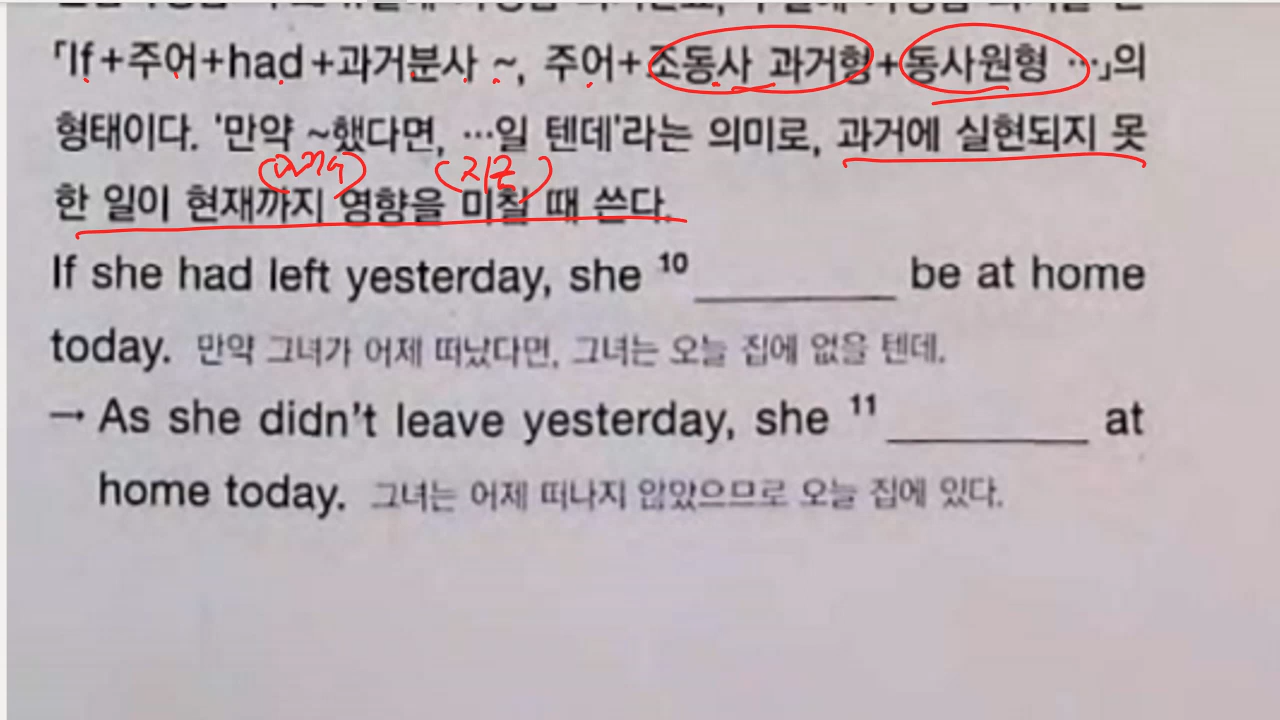 「If+주어+had+과거분사 ~, 주어+조동사 과거형+동사원형 …」의
형태이다. '만약 ~했다면, …일 텐데'라는 의미로, 과거에 실현되지 못
한 일이 현재까지 영향을 미칠 때 쓴다.
If she had left yesterday, she 10 ________ be at home
today. 만약 그녀가 어제 떠났다면, 그녀는 오늘 집에 없을 텐데.
→ As she didn't leave yesterday, she 11 ________ at
home today. 그녀는 어제 떠나지 않았으므로 오늘 집에 있다.